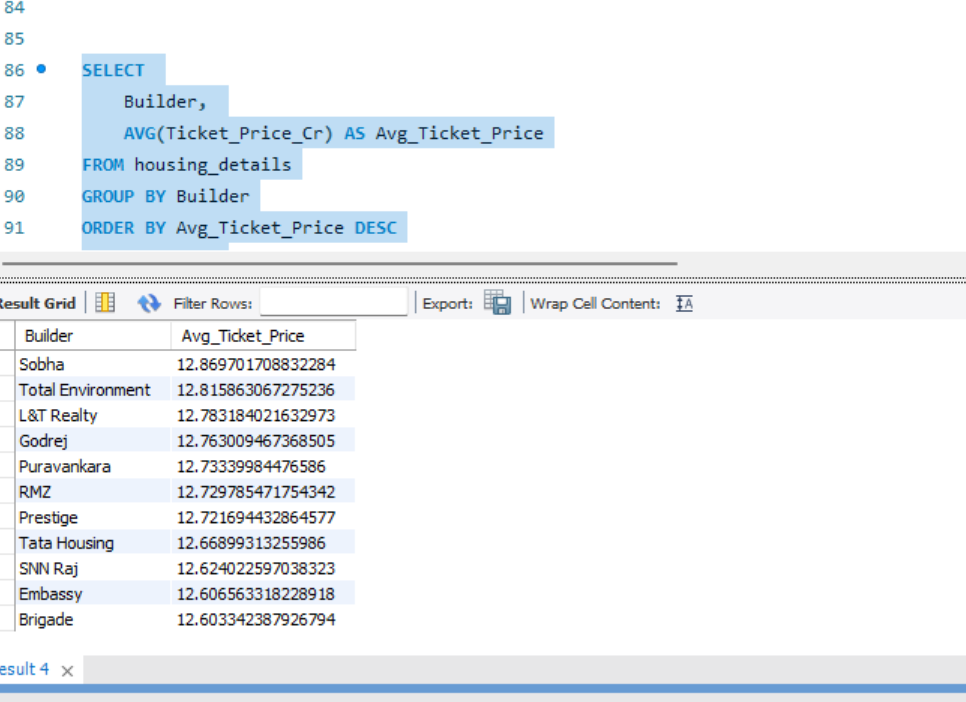 84
85
86 SELECT
87 Builder,
88 AVG(Ticket_Price_Cr) AS Avg_Ticket_Price
89 FROM housing_details
90 GROUP BY Builder
91 ORDER BY Avg_Ticket_Price DESC
Result Grid Filter Rows: Export: Wrap Cell Content: IA
Builder Avg_Ticket_Price
Sobha 12.869701708832284
Total Environment 12.815863067275236
L&T Realty 12.783184021632973
Godrej 12.763009467368505
Puravankara 12.73339984476586
RMZ 12.729785471754342
Prestige 12.721694432864577
Tata Housing 12.66899313255986
SNN Raj 12.624022597038323
Embassy 12.606563318228918
Brigade 12.603342387926794
esult 4